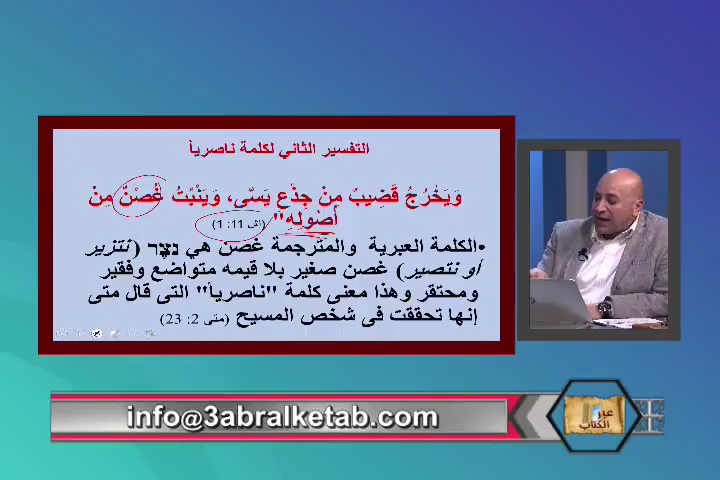 التفسير الثاني لكلمة ناصرياً
وَيَخْرُجُ قَضِيبٌ مِنْ جِذْعِ يَسَّى، وَيَنْبُتُ غُصْنٌ مِنْ
أُصُولِهِ" (اش 11: 1)
•الكلمة العبرية والمترجمة غصن هي נצר (نتزير
أو نتصير) غصن صغير بلا قيمه متواضع وفقير
ومحتقر وهذا معنى كلمة "ناصرياً" التى قال متى
إنها تحققت فى شخص المسيح (متى 2: 23)
info@3abralketab.com
عبر
الكتاب